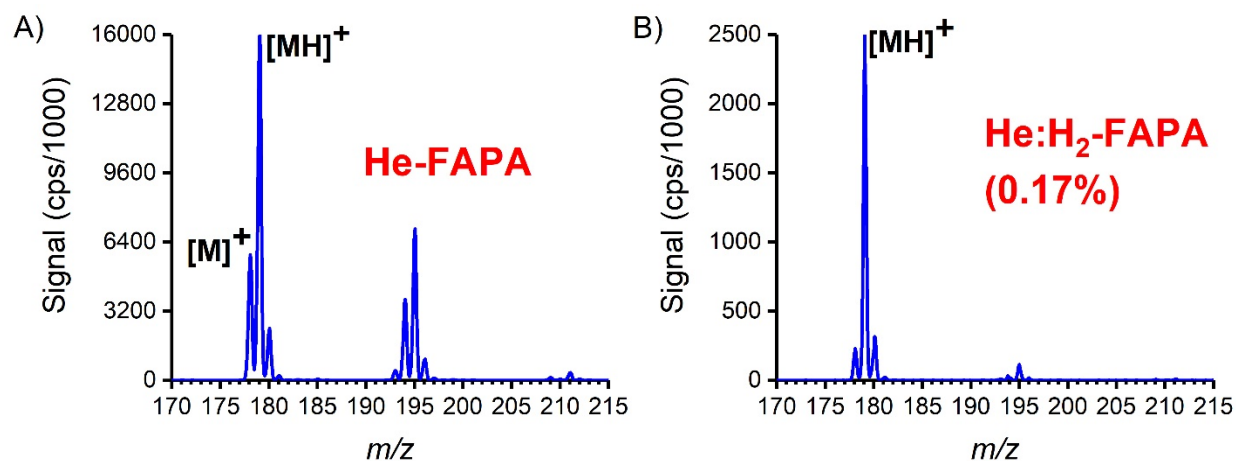 A)
Signal (cps/1000)
16000
12800
9600
6400
3200
0
[M]⁺
[MH]⁺
He-FAPA
170 175 180 185 190 195 200 205 210 215
m/z
B)
Signal (cps/1000)
2500
2000
1500
1000
500
0
[MH]⁺
He:H₂-FAPA
(0.17%)
170 175 180 185 190 195 200 205 210 215
m/z